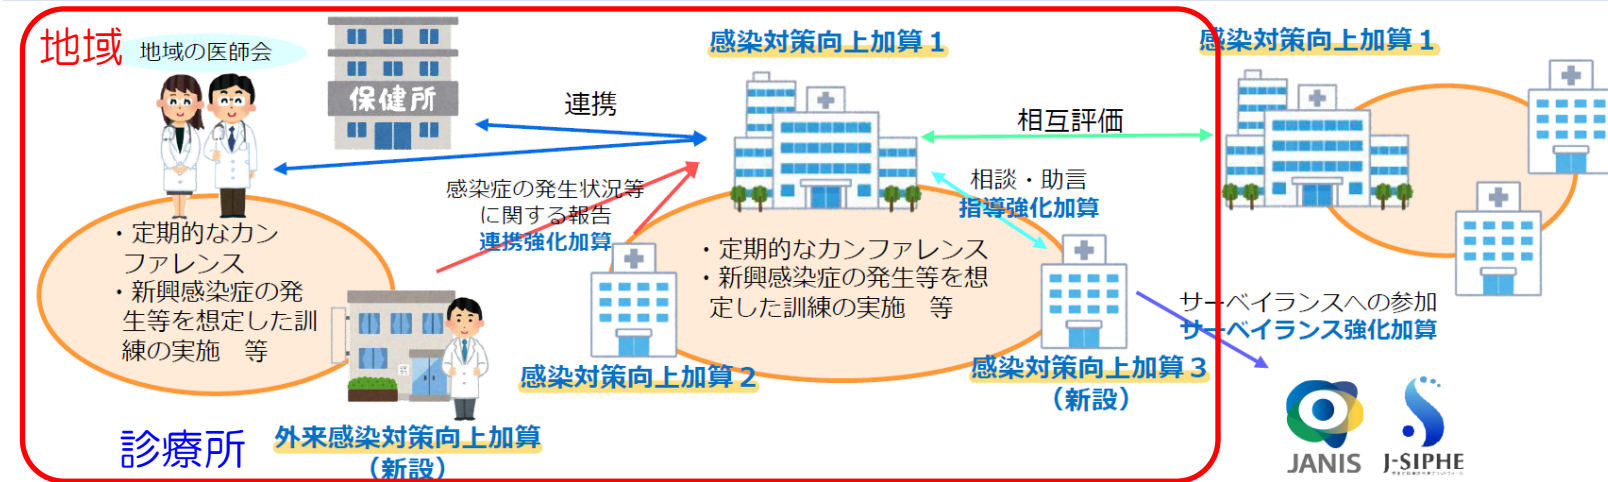 地域
地域の医師会
保健所
連携
感染対策向上加算１
相互評価
感染対策向上加算１
感染症の発生状況等
に関する報告
連携強化加算
相談・助言
指導強化加算
・定期的なカン
ファレンス
・新興感染症の発
生等を想定した訓
練の実施　等
・定期的なカンファレンス
・新興感染症の発生等を想
定した訓練の実施　等
サーベイランスへの参加
サーベイランス強化加算
感染対策向上加算２
感染対策向上加算３
（新設）
診療所
外来感染対策向上加算
（新設）
JANIS
J-SIPHE